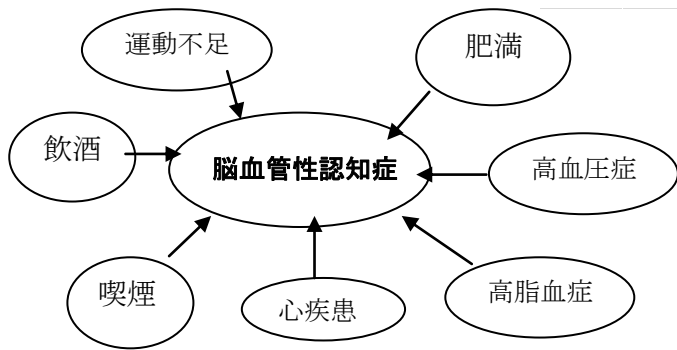 運動不足
肥満
飲酒
脳血管性認知症
高血圧症
喫煙
心疾患
高脂血症